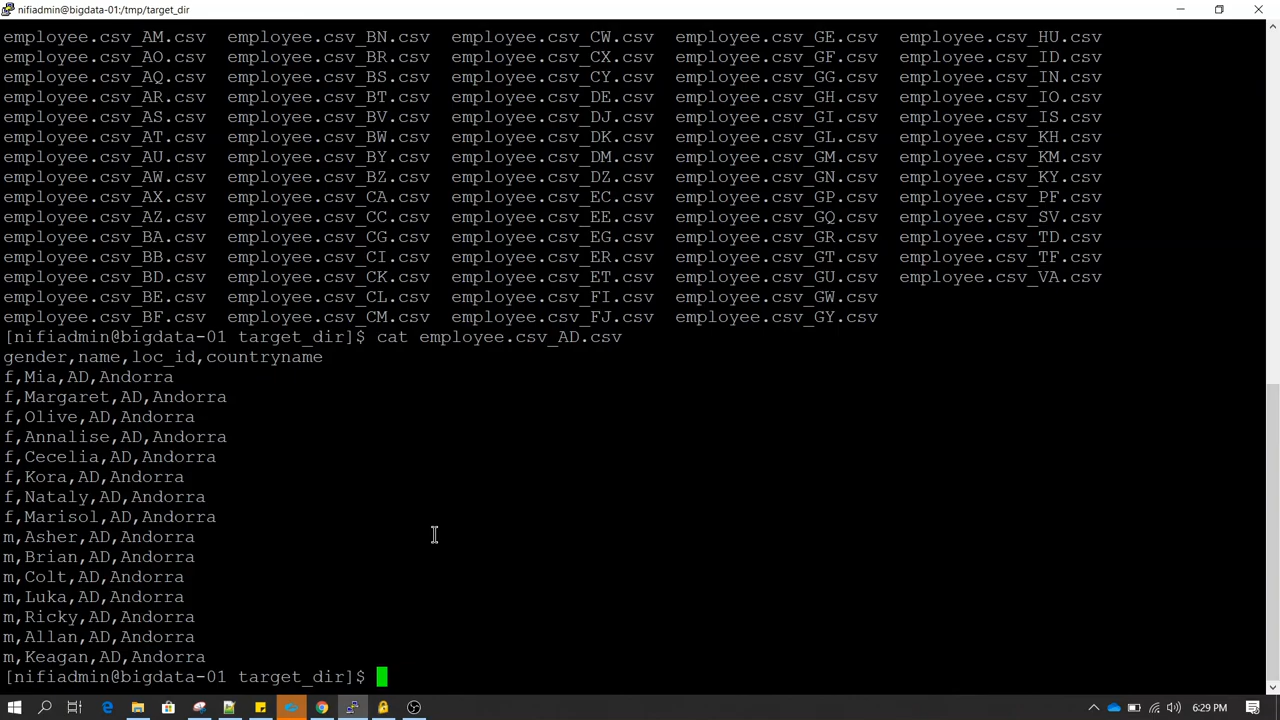 nifiadmin@bigdata-01:/tmp/target_dir
employee.csv_AM.csv employee.csv_BN.csv employee.csv_CW.csv employee.csv_GE.csv employee.csv_HU.csv
employee.csv_AO.csv employee.csv_BR.csv employee.csv_CX.csv employee.csv_GF.csv employee.csv_ID.csv
employee.csv_AQ.csv employee.csv_BS.csv employee.csv_CY.csv employee.csv_GG.csv employee.csv_IN.csv
employee.csv_AR.csv employee.csv_BT.csv employee.csv_DE.csv employee.csv_GH.csv employee.csv_IO.csv
employee.csv_AS.csv employee.csv_BV.csv employee.csv_DJ.csv employee.csv_GI.csv employee.csv_IS.csv
employee.csv_AT.csv employee.csv_BW.csv employee.csv_DK.csv employee.csv_GL.csv employee.csv_KH.csv
employee.csv_AU.csv employee.csv_BY.csv employee.csv_DM.csv employee.csv_GM.csv employee.csv_KM.csv
employee.csv_AW.csv employee.csv_BZ.csv employee.csv_DZ.csv employee.csv_GN.csv employee.csv_KY.csv
employee.csv_AX.csv employee.csv_CA.csv employee.csv_EC.csv employee.csv_GP.csv employee.csv_PF.csv
employee.csv_AZ.csv employee.csv_CC.csv employee.csv_EE.csv employee.csv_GQ.csv employee.csv_SV.csv
employee.csv_BA.csv employee.csv_CG.csv employee.csv_EG.csv employee.csv_GR.csv employee.csv_TD.csv
employee.csv_BB.csv employee.csv_CI.csv employee.csv_ER.csv employee.csv_GT.csv employee.csv_TF.csv
employee.csv_BD.csv employee.csv_CK.csv employee.csv_ET.csv employee.csv_GU.csv employee.csv_VA.csv
employee.csv_BE.csv employee.csv_CL.csv employee.csv_FI.csv employee.csv_GW.csv
employee.csv_BF.csv employee.csv_CM.csv employee.csv_FJ.csv employee.csv_GY.csv
[nifiadmin@bigdata-01 target_dir]$ cat employee.csv_AD.csv
gender,name,loc_id,countryname
f,Mia,AD,Andorra
f,Margaret,AD,Andorra
f,Olive,AD,Andorra
f,Annalise,AD,Andorra
f,Cecelia,AD,Andorra
f,Kora,AD,Andorra
f,Nataly,AD,Andorra
f,Marisol,AD,Andorra
m,Asher,AD,Andorra
m,Brian,AD,Andorra
m,Colt,AD,Andorra
m,Luka,AD,Andorra
m,Ricky,AD,Andorra
m,Allan,AD,Andorra
m,Keagan,AD,Andorra
[nifiadmin@bigdata-01 target_dir]$
6:29 PM